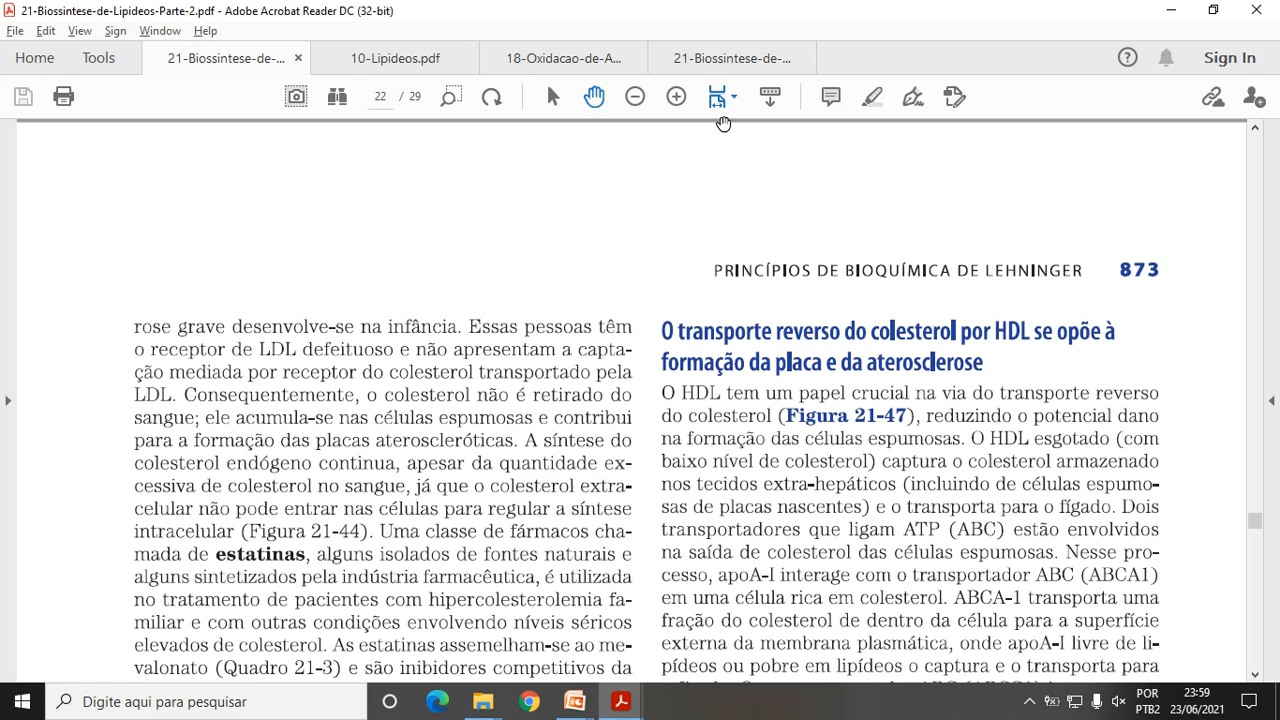 21-Biossintese-de-Lipideos-Parte-2.pdf - Adobe Acrobat Reader DC (32-bit)
File Edit View Sign Window Help
Home Tools 21-Biossintese-de-... × 10-Lipideos.pdf 18-Oxidacao-de-A... 21-Biossintese-de-... Sign In
22 / 29
PRINCÍPIOS DE BIOQUÍMICA DE LEHNINGER 873
rose grave desenvolve-se na infância. Essas pessoas têm
o receptor de LDL defeituoso e não apresentam a capta-
ção mediada por receptor do colesterol transportado pela
LDL. Consequentemente, o colesterol não é retirado do
sangue; ele acumula-se nas células espumosas e contribui
para a formação das placas ateroscleróticas. A síntese do
colesterol endógeno continua, apesar da quantidade ex-
cessiva de colesterol no sangue, já que o colesterol extra-
celular não pode entrar nas células para regular a síntese
intracelular (Figura 21-44). Uma classe de fármacos cha-
mada de estatinas, alguns isolados de fontes naturais e
alguns sintetizados pela indústria farmacêutica, é utilizada
no tratamento de pacientes com hipercolesterolemia fa-
miliar e com outras condições envolvendo níveis séricos
elevados de colesterol. As estatinas assemelham-se ao me-
valonato (Quadro 21-3) e são inibidores competitivos da
O transporte reverso do colesterol por HDL se opõe à
formação da placa e da aterosclerose
O HDL tem um papel crucial na via do transporte reverso
do colesterol (Figura 21-47), reduzindo o potencial dano
na formação das células espumosas. O HDL esgotado (com
baixo nível de colesterol) captura o colesterol armazenado
nos tecidos extra-hepáticos (incluindo de células espumo-
sas de placas nascentes) e o transporta para o fígado. Dois
transportadores que ligam ATP (ABC) estão envolvidos
na saída de colesterol das células espumosas. Nesse pro-
cesso, apoA-I interage com o transportador ABC (ABCA1)
em uma célula rica em colesterol. ABCA-1 transporta uma
fração do colesterol de dentro da célula para a superfície
externa da membrana plasmática, onde apoA-I livre de li-
pídeos ou pobre em lipídeos o captura e o transporta para
Digite aqui para pesquisar
POR
PTB2
23:59
23/06/2021